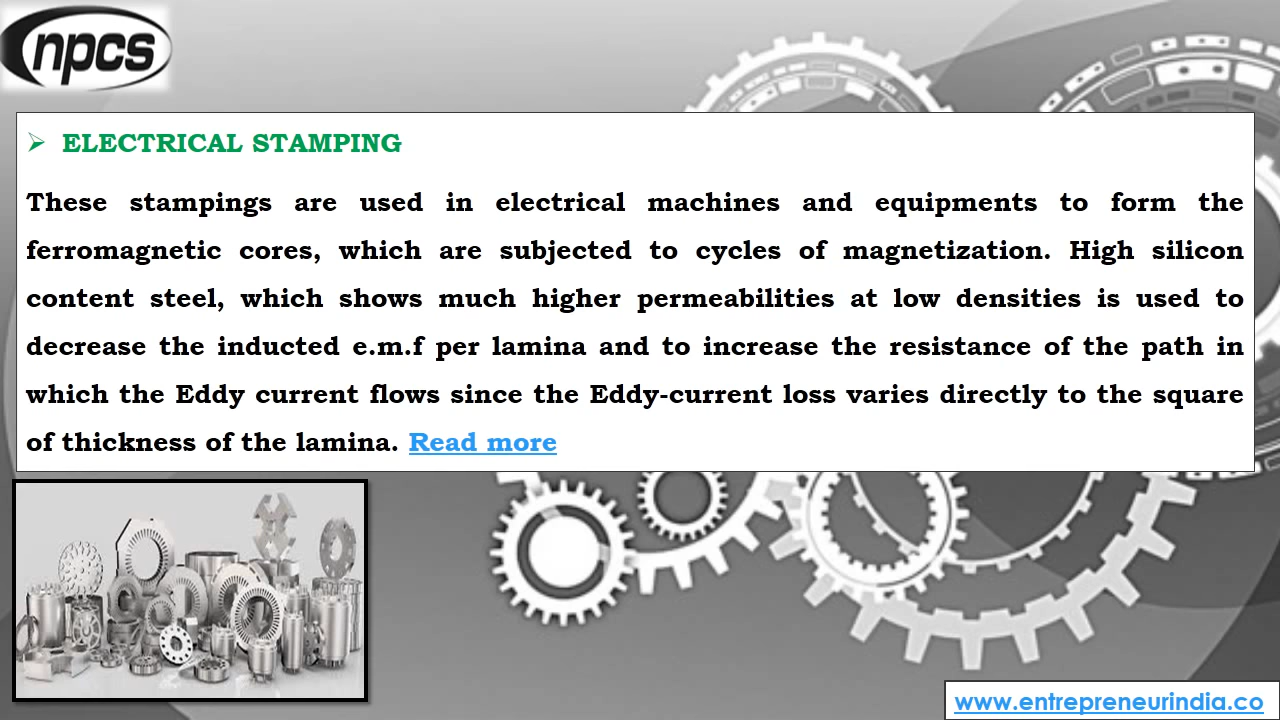 npcs
ELECTRICAL STAMPING
These stampings are used in electrical machines and equipments to form the
ferromagnetic cores, which are subjected to cycles of magnetization. High silicon
content steel, which shows much higher permeabilities at low densities is used to
decrease the inducted e.m.f per lamina and to increase the resistance of the path in
which the Eddy current flows since the Eddy-current loss varies directly to the square
of thickness of the lamina. Read more
www.entrepreneurindia.co